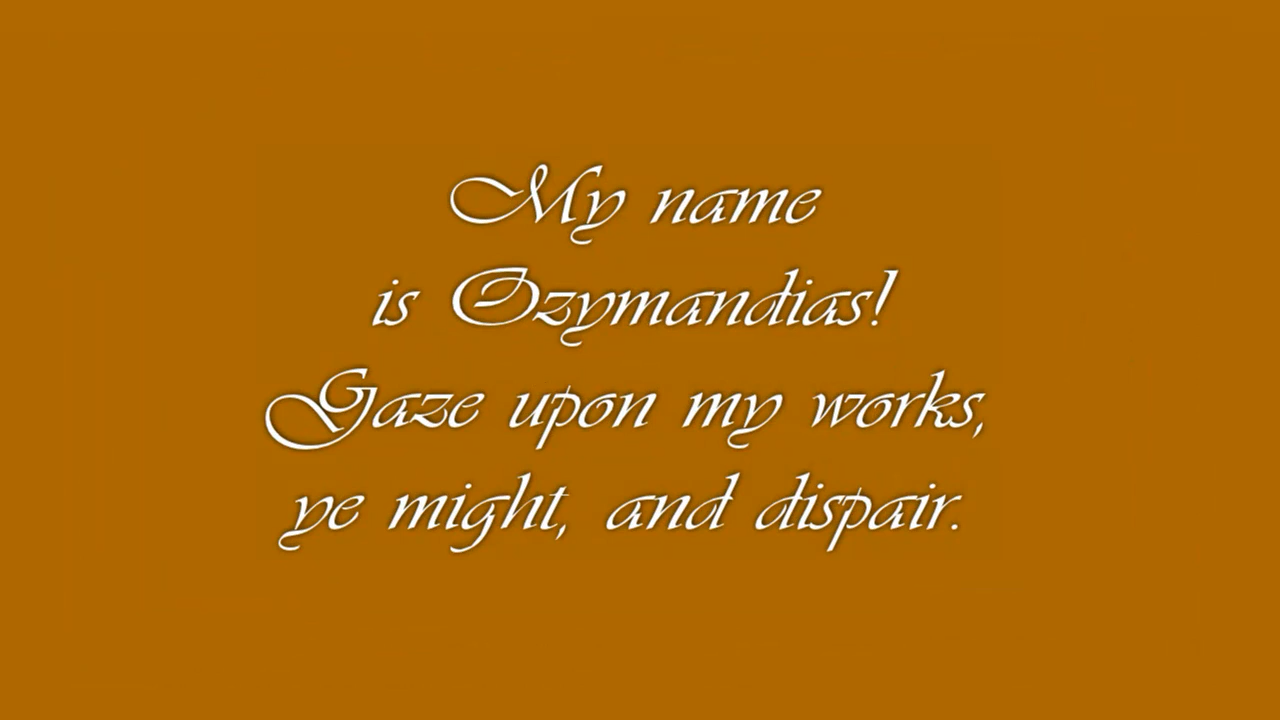 My name
is Ozymandias!
Gaze upon my works,
ye might, and dispair.